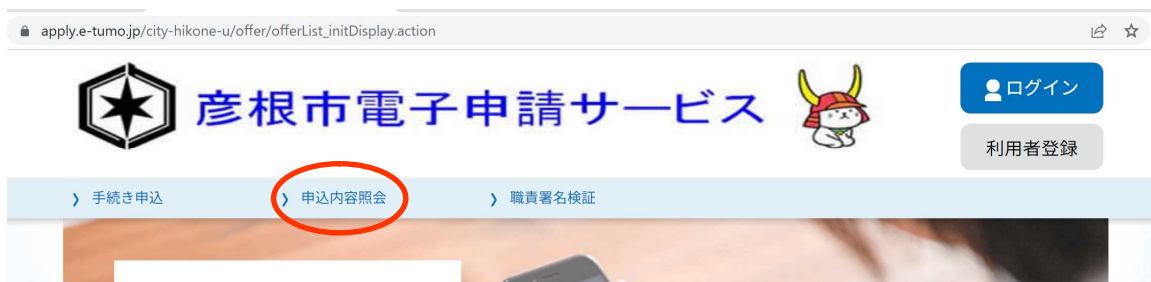 apply.e-tumo.jp/city-hikone-u/offer/offerList_initDisplay.action
彦根市電子申請サービス
ログイン
利用者登録
手続き申込
申込内容照会
職責署名検証